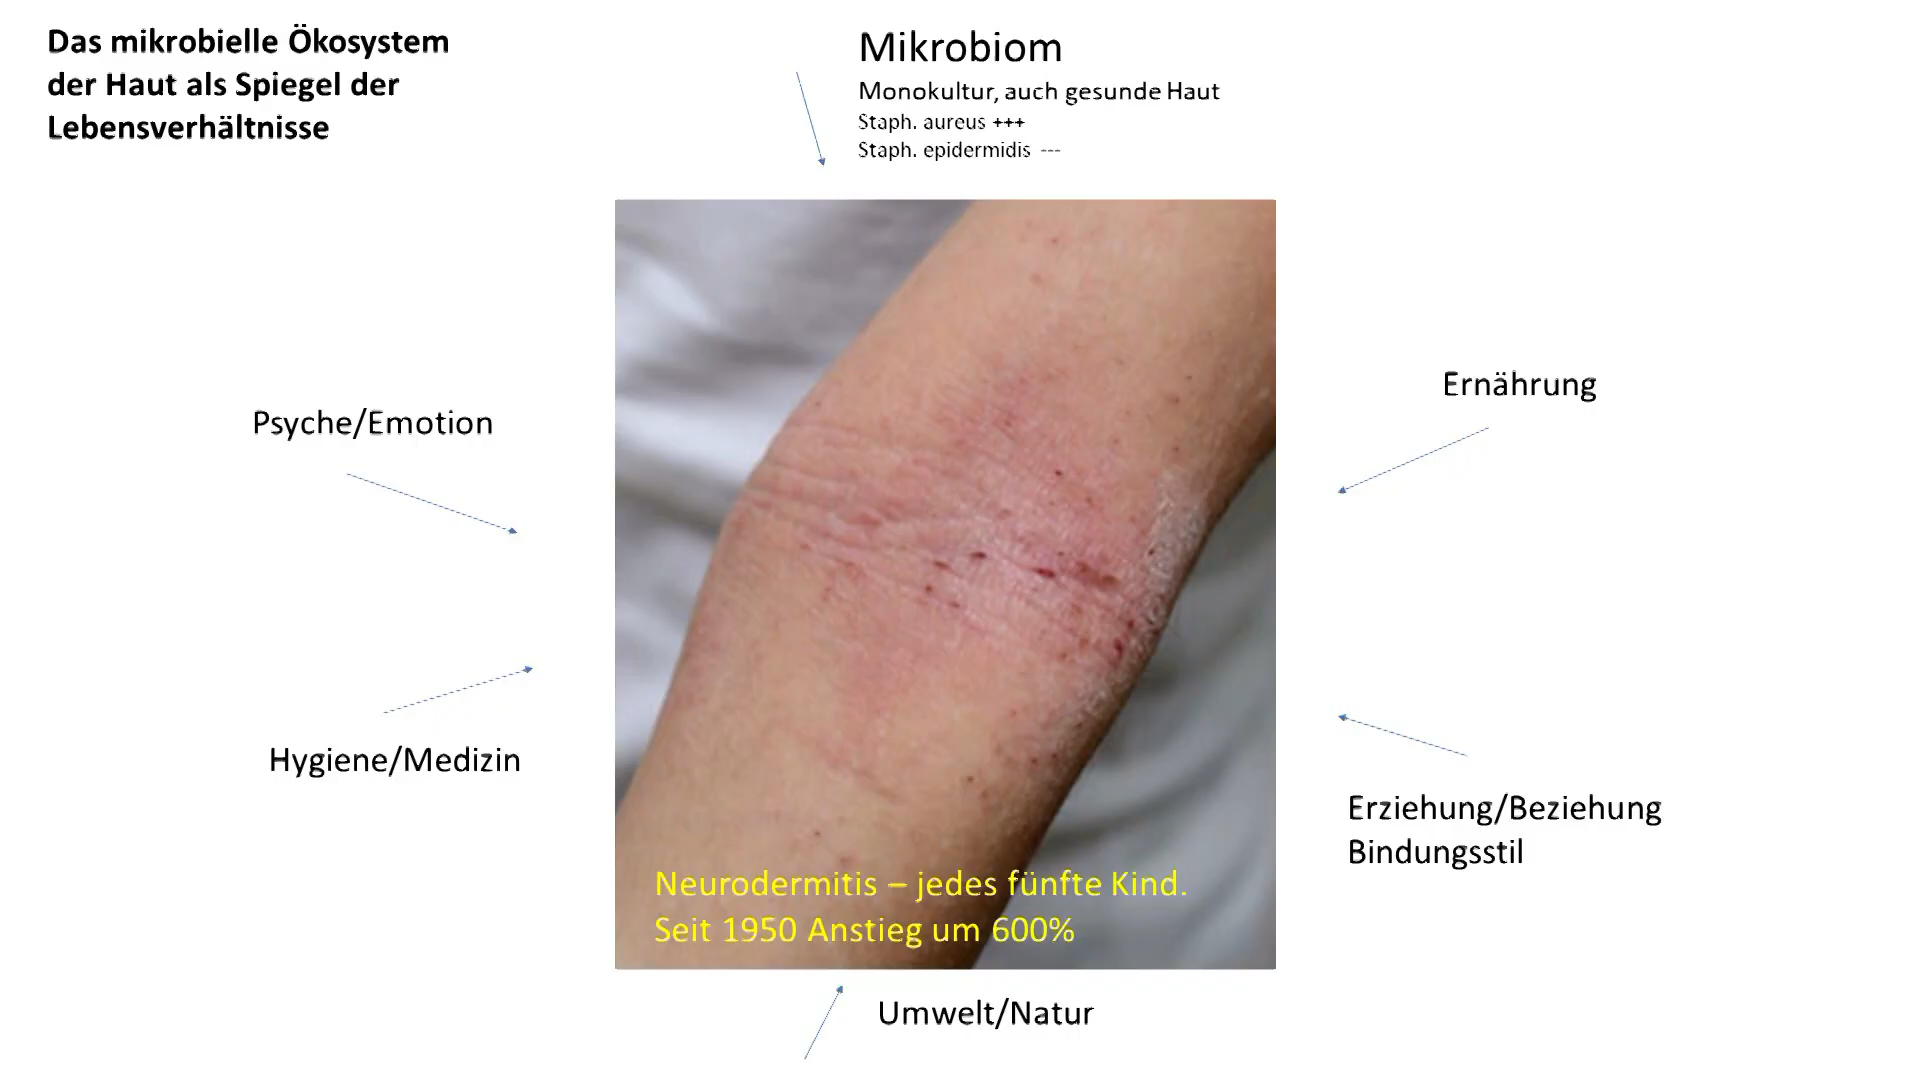 Das mikrobielle Ökosystem
der Haut als Spiegel der
Lebensverhältnisse
Mikrobiom
Monokultur, auch gesunde Haut
Staph. aureus +++
Staph. epidermidis ---
Psyche/Emotion
Ernährung
Hygiene/Medizin
Erziehung/Beziehung
Bindungsstil
Neurodermitis – jedes fünfte Kind.
Seit 1950 Anstieg um 600%
Umwelt/Natur